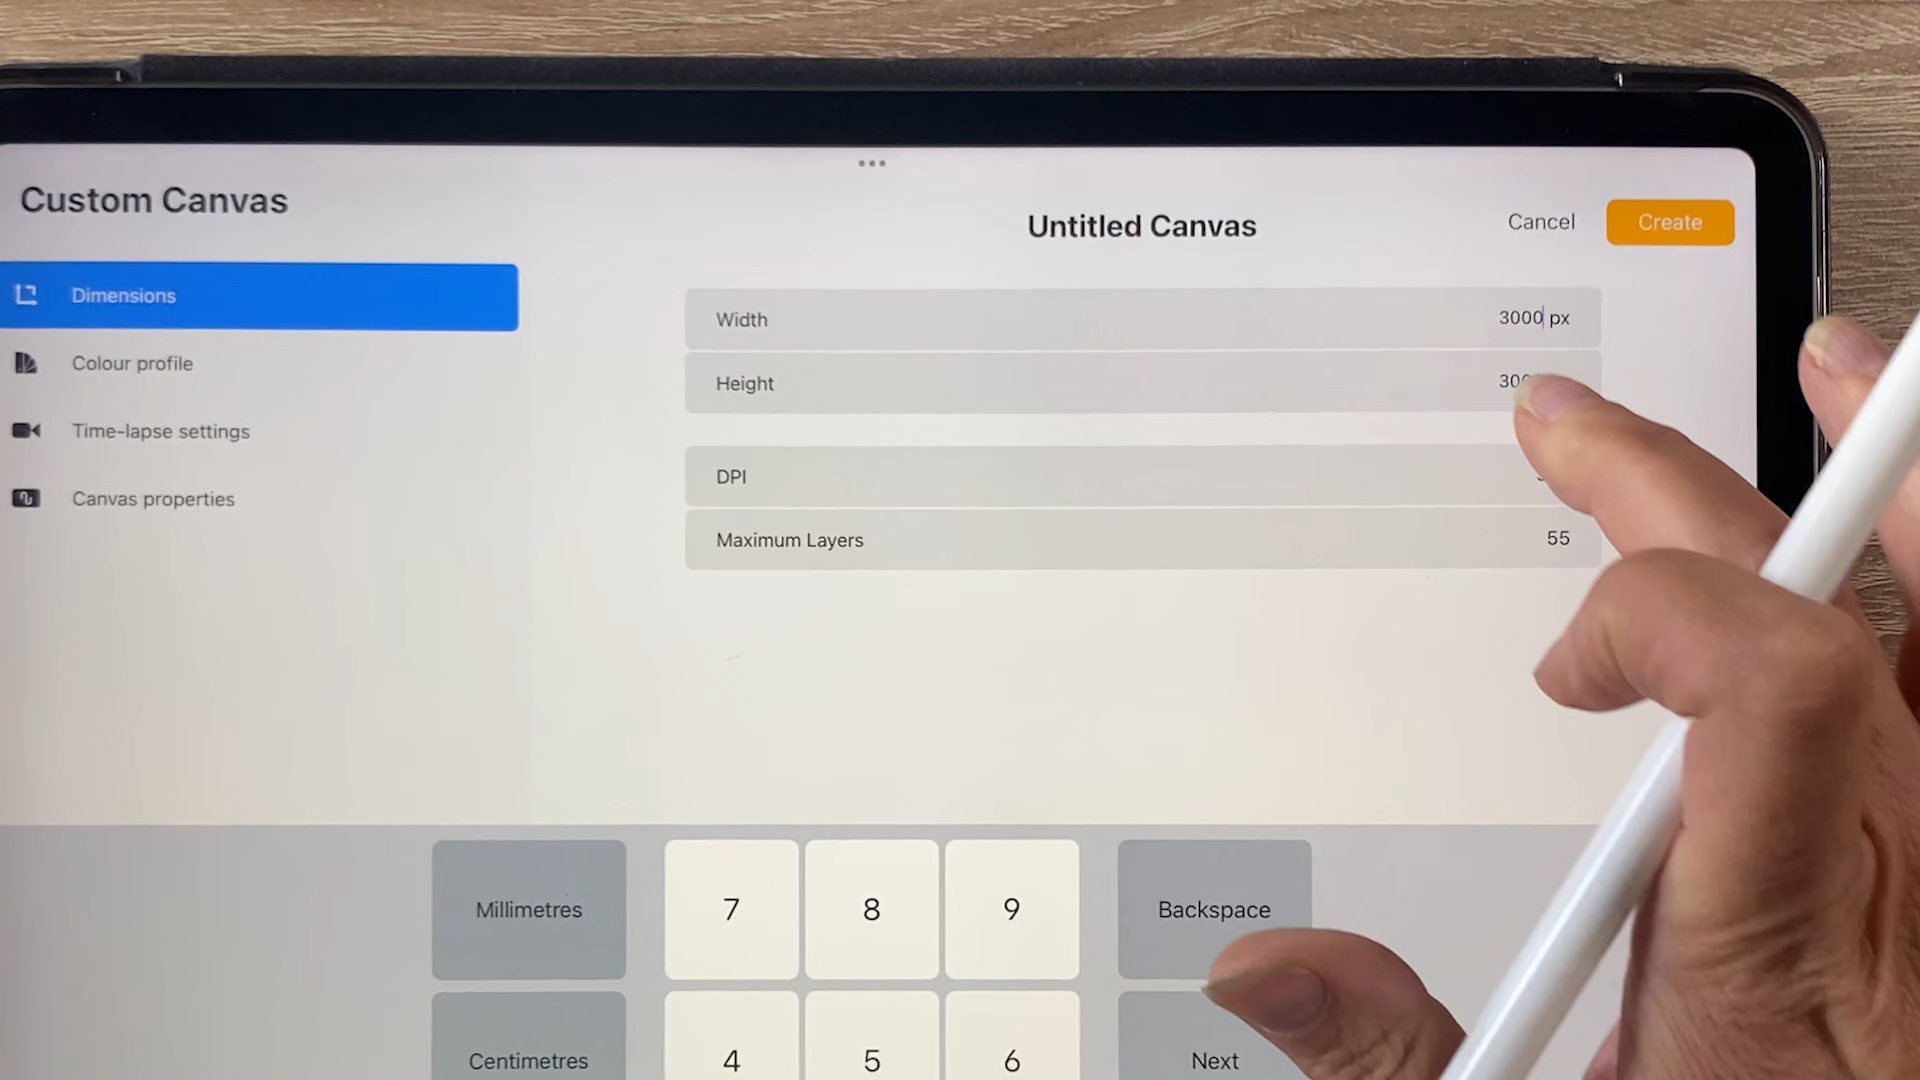 Custom Canvas
Untitled Canvas
Cancel
Create
Dimensions
Colour profile
Time-lapse settings
Canvas properties
Width 3000 px
Height
DPI
Maximum Layers 55
Millimetres 7 8 9 Backspace
Centimetres 4 5 6 Next